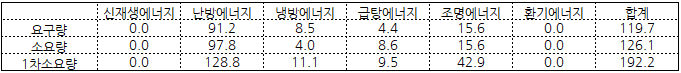 신재생에너지 난방에너지 냉방에너지 급탕에너지 조명에너지 환기에너지 합계
요구량 0.0 91.2 8.5 4.4 15.6 0.0 119.7
소요량 0.0 97.8 4.0 8.6 15.6 0.0 126.1
1차소요량 0.0 128.8 11.1 9.5 42.9 0.0 192.2